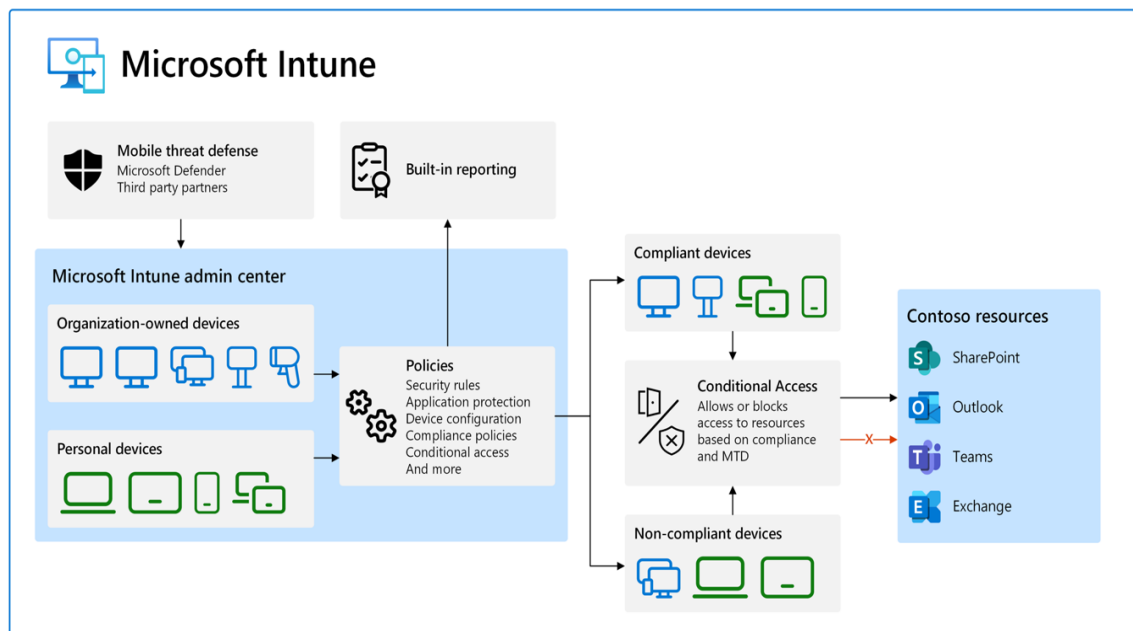 Microsoft Intune
Mobile threat defense
Microsoft Defender
Third party partners
Built-in reporting
Microsoft Intune admin center
Organization-owned devices
Personal devices
Policies
Security rules
Application protection
Device configuration
Compliance policies
Conditional access
And more
Compliant devices
Conditional Access
Allows or blocks
access to resources
based on compliance
and MTD
X
Non-compliant devices
Contoso resources
S
SharePoint
O
Outlook
T
Teams
E
Exchange